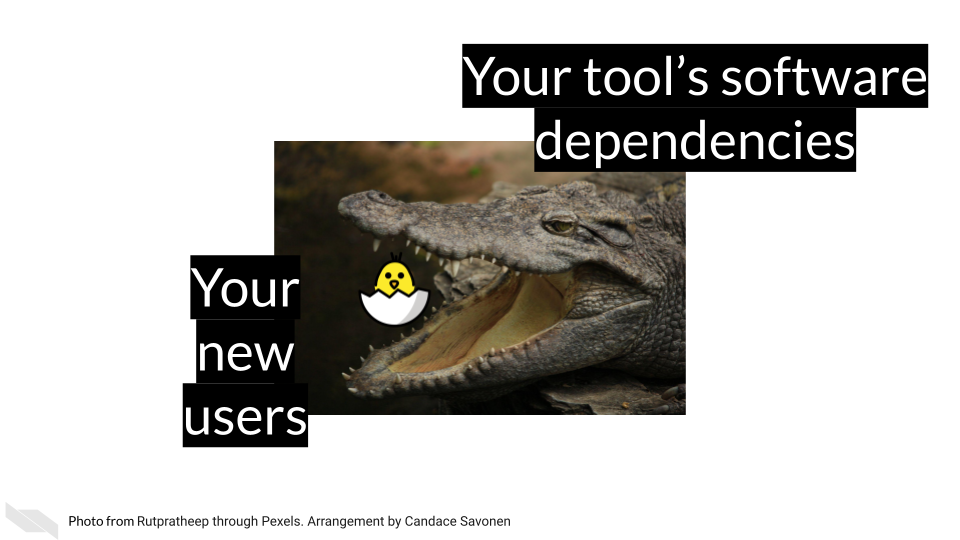 Your tool’s software
dependencies
Your
new
users
Photo from Rutpratheep through Pexels. Arrangement by Candace Savonen